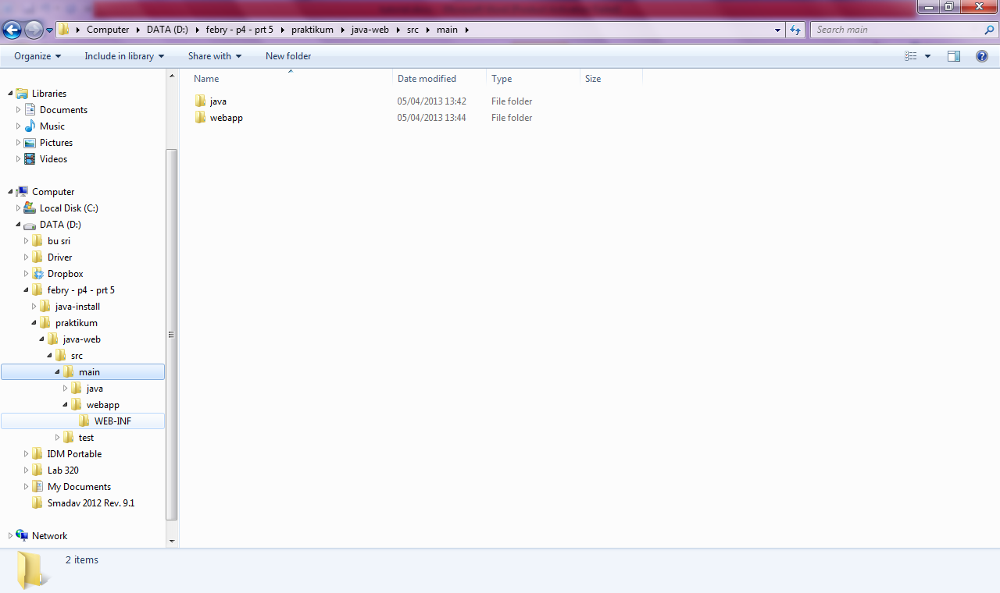 Computer DATA (D:) febry - p4 - prt 5 praktikum java-web src main
Search main
Organize Include in library Share with New folder
Name Date modified Type Size
java 05/04/2013 13:42 File folder
webapp 05/04/2013 13:44 File folder
Libraries
Documents
Music
Pictures
Videos
Computer
Local Disk (C:)
DATA (D:)
bu sri
Driver
Dropbox
febry - p4 - prt 5
java-install
praktikum
java-web
src
main
java
webapp
WEB-INF
test
IDM Portable
Lab 320
My Documents
Smadav 2012 Rev. 9.1
Network
2 items